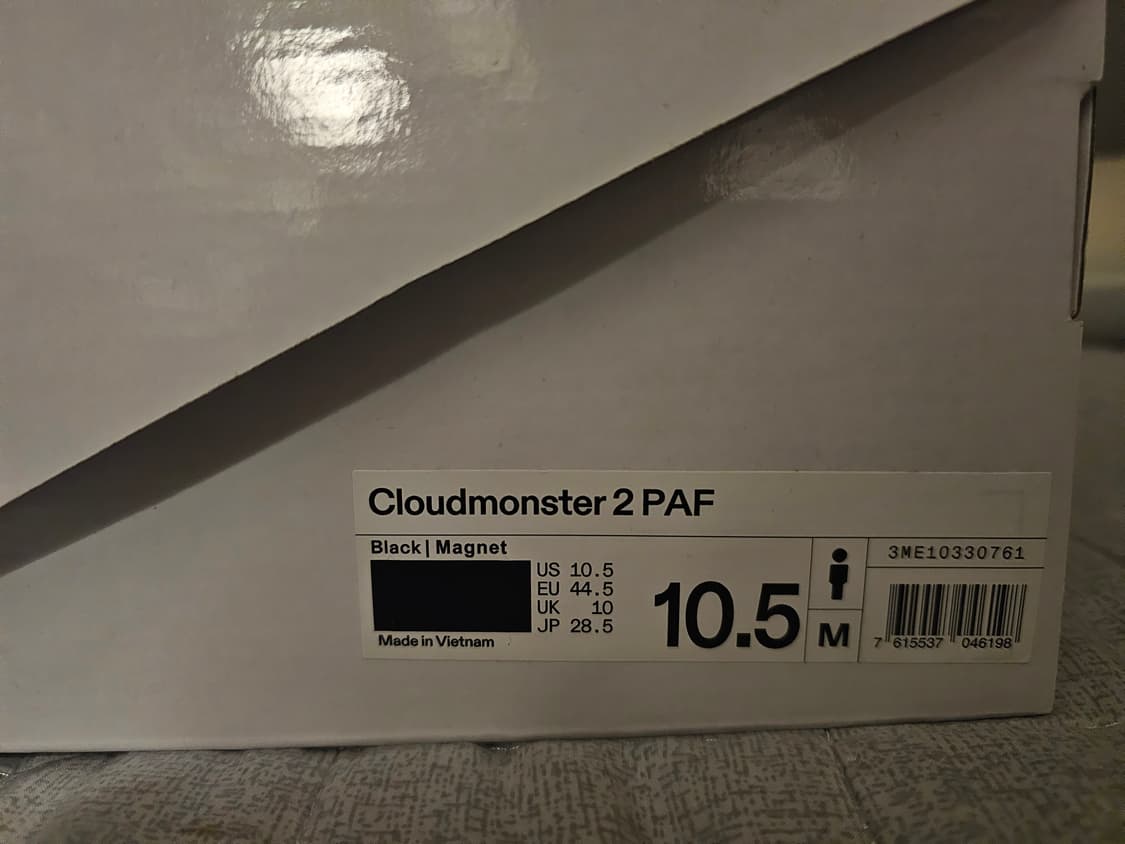 Cloudmonster 2 PAF
Black | Magnet
3ME10330761
US 10.5
EU 44.5
UK 10
JP 28.5
10.5
M
Made in Vietnam
7 615537 046198